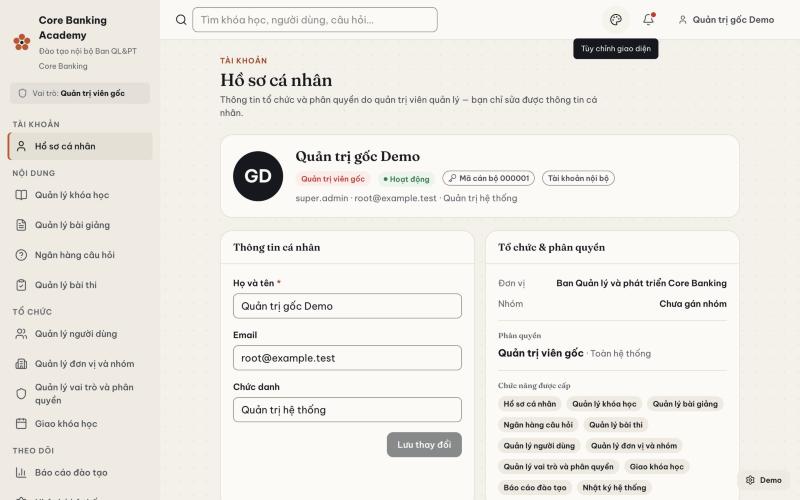 Core Banking
Academy
Đào tạo nội bộ Ban QL&PT
Core Banking
Vai trò: Quản trị viên gốc
TÀI KHOẢN
Hồ sơ cá nhân
NỘI DUNG
Quản lý khóa học
Quản lý bài giảng
Ngân hàng câu hỏi
Quản lý bài thi
TỔ CHỨC
Quản lý người dùng
Quản lý đơn vị và nhóm
Quản lý vai trò và phân
quyền
Giao khóa học
THEO DÕI
Báo cáo đào tạo
Tìm khóa học, người dùng, câu hỏi...
Quản trị gốc Demo
Tùy chỉnh giao diện
TÀI KHOẢN
Hồ sơ cá nhân
Thông tin tổ chức và phân quyền do quản trị viên quản lý — bạn chỉ sửa được thông tin cá
nhân.
GD
Quản trị gốc Demo
Quản trị viên gốc
Hoạt động
Mã cán bộ 000001
Tài khoản nội bộ
super.admin · root@example.test · Quản trị hệ thống
Thông tin cá nhân
Họ và tên *
Quản trị gốc Demo
Email
root@example.test
Chức danh
Quản trị hệ thống
Lưu thay đổi
Tổ chức & phân quyền
Đơn vị Ban Quản lý và phát triển Core Banking
Nhóm Chưa gán nhóm
Phân quyền
Quản trị viên gốc · Toàn hệ thống
Chức năng được cấp
Hồ sơ cá nhân Quản lý khóa học Quản lý bài giảng
Ngân hàng câu hỏi Quản lý bài thi
Quản lý người dùng Quản lý đơn vị và nhóm
Quản lý vai trò và phân quyền Giao khóa học
Báo cáo đào tạo Nhật ký hệ thống
Demo